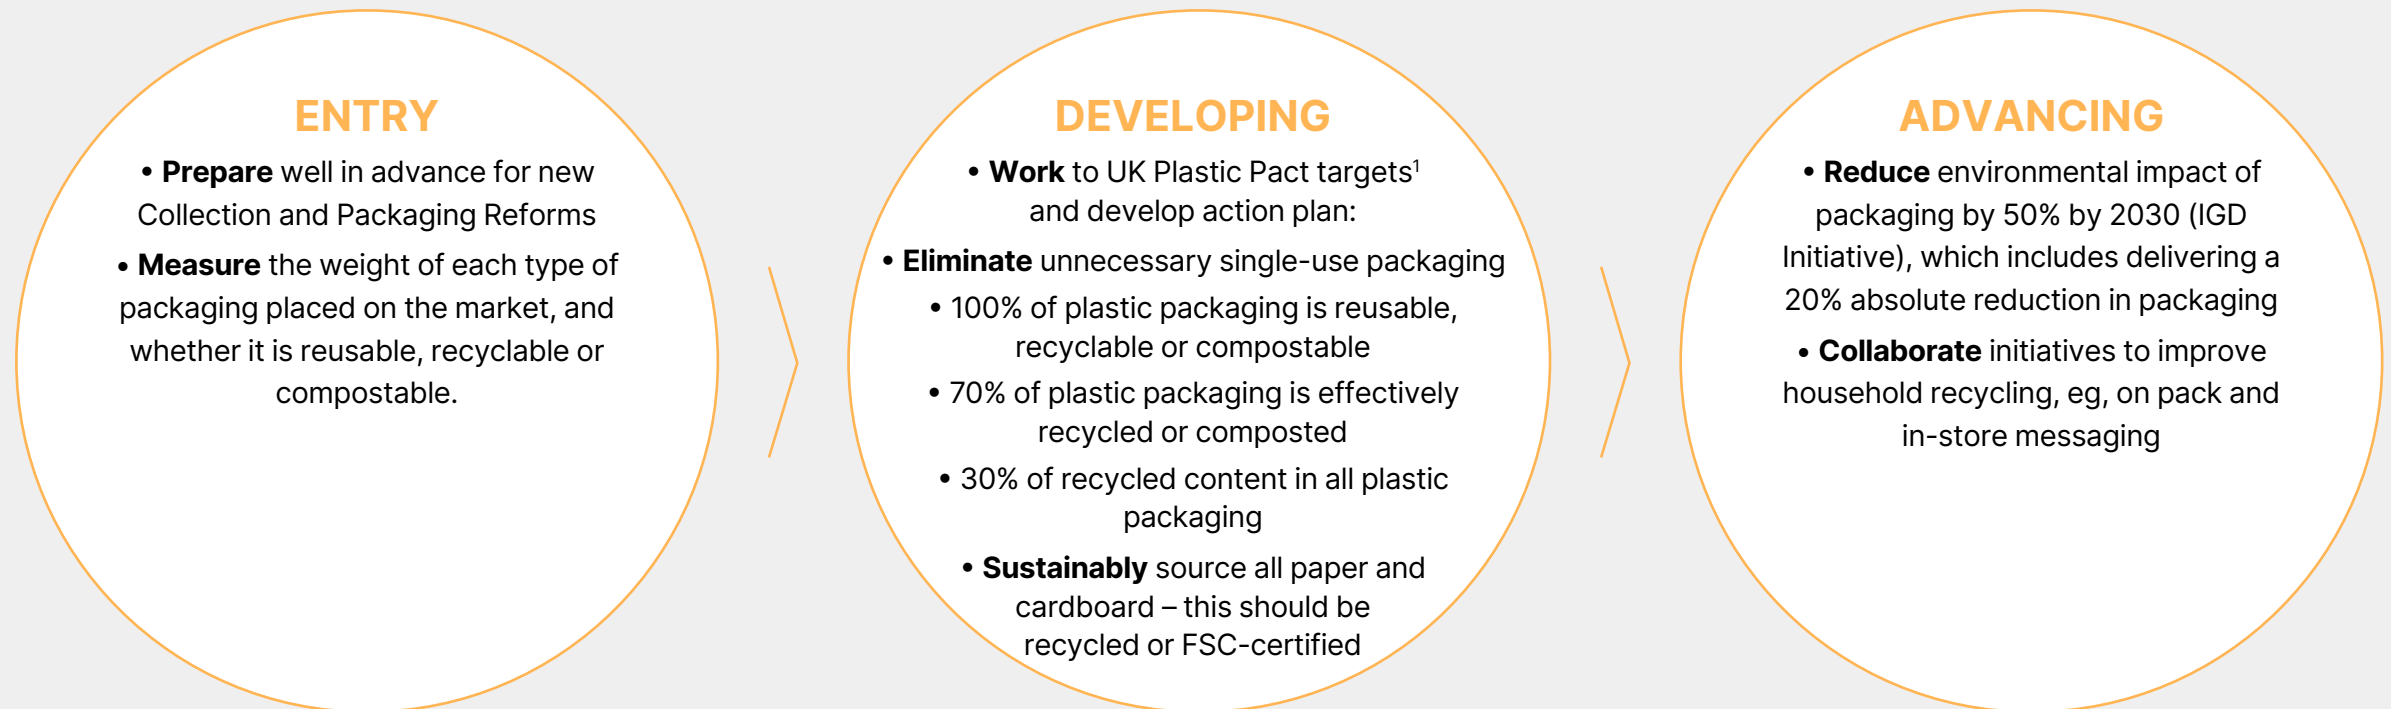 ENTRY
• Prepare well in advance for new
Collection and Packaging Reforms
• Measure the weight of each type of
packaging placed on the market, and
whether it is reusable, recyclable or
compostable.
DEVELOPING
• Work to UK Plastic Pact targets¹
and develop action plan:
• Eliminate unnecessary single-use packaging
• 100% of plastic packaging is reusable,
recyclable or compostable
• 70% of plastic packaging is effectively
recycled or composted
• 30% of recycled content in all plastic
packaging
• Sustainably source all paper and
cardboard – this should be
recycled or FSC-certified
ADVANCING
• Reduce environmental impact of
packaging by 50% by 2030 (IGD
Initiative), which includes delivering a
20% absolute reduction in packaging
• Collaborate initiatives to improve
household recycling, eg, on pack and
in-store messaging